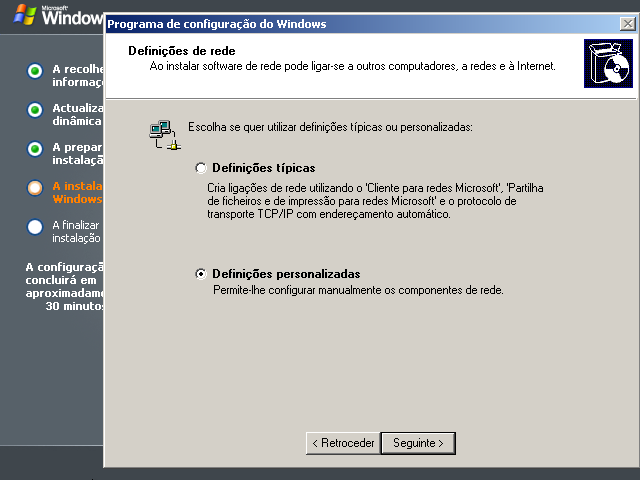 Microsoft
Window
A recolhe
informaç
Actualiza
dinâmica
A prepar
instalaçã
A instala
Windows
A finalizar
instalação
A configuraçã
concluirá em
aproximadame
30 minutos
Programa de configuração do Windows
Definições de rede
Ao instalar software de rede pode ligar-se a outros computadores, a redes e à Internet.
Escolha se quer utilizar definições típicas ou personalizadas:
Definições típicas
Cria ligações de rede utilizando o 'Cliente para redes Microsoft', 'Partilha
de ficheiros e de impressão para redes Microsoft' e o protocolo de
transporte TCP/IP com endereçamento automático.
Definições personalizadas
Permite-lhe configurar manualmente os componentes de rede.
< Retroceder
Seguinte >